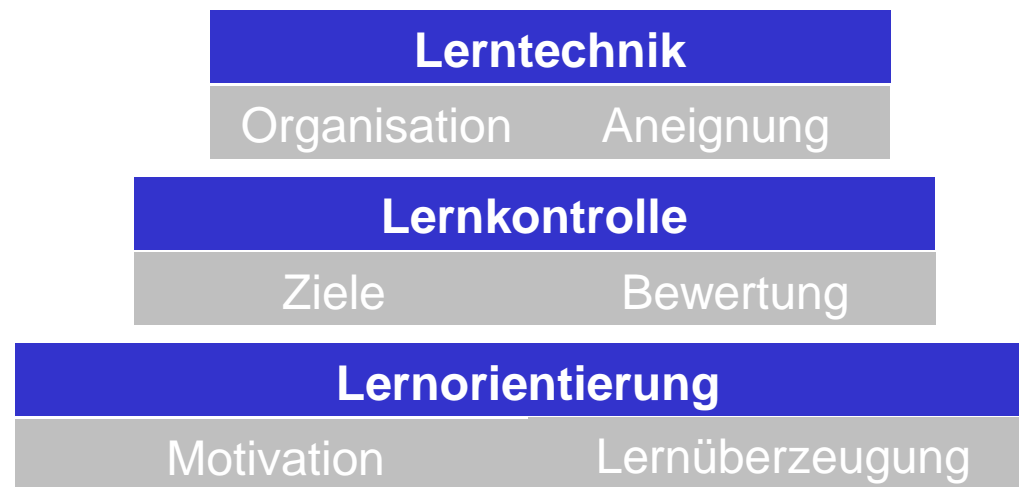 Lerntechnik
Organisation Aneignung
Lernkontrolle
Ziele Bewertung
Lernorientierung
Motivation Lernüberzeugung